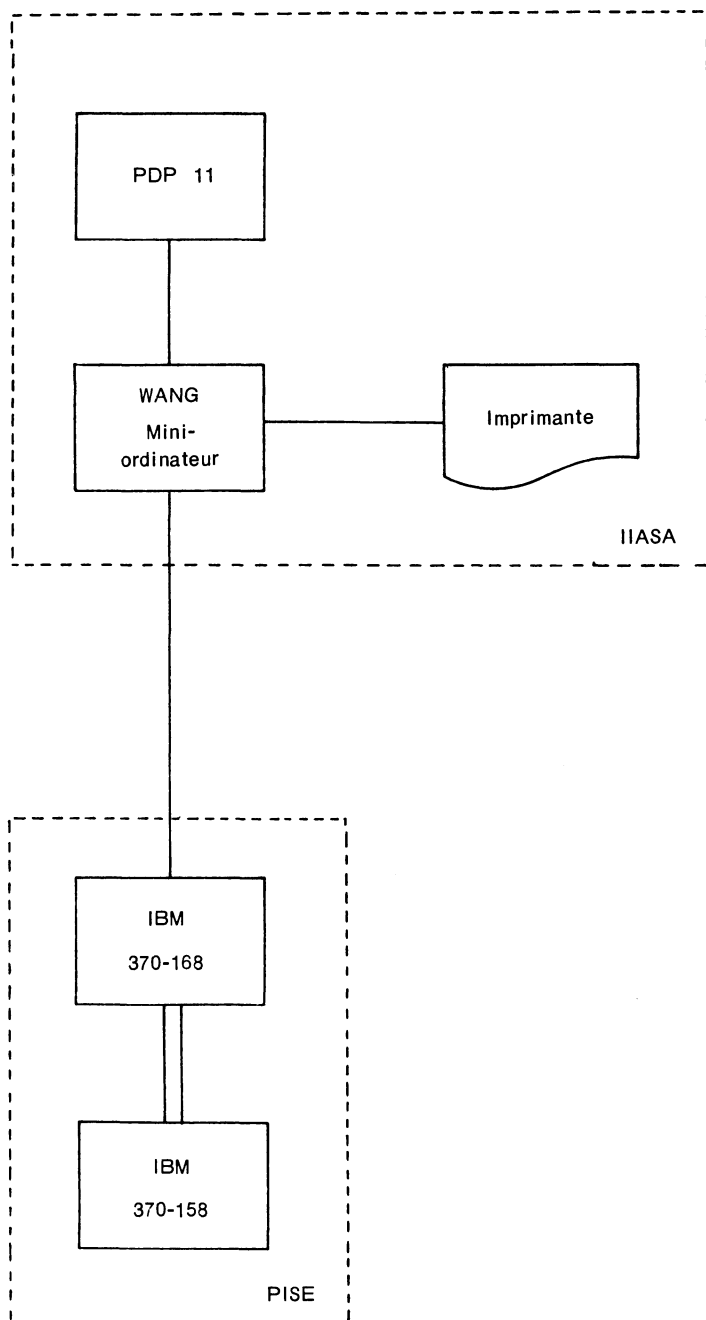 PDP 11
WANG
Mini-
ordinateur
Imprimante
IIASA
IBM
370-168
IBM
370-158
PISE